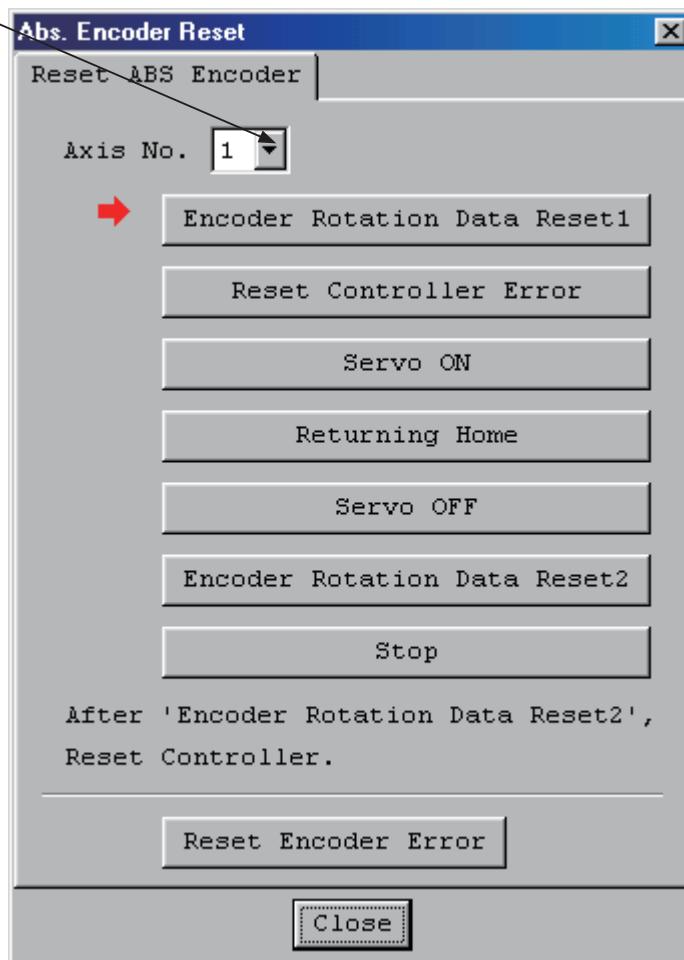 Abs. Encoder Reset
Reset ABS Encoder
Axis No. 1
Encoder Rotation Data Reset1
Reset Controller Error
Servo ON
Returning Home
Servo OFF
Encoder Rotation Data Reset2
Stop
After 'Encoder Rotation Data Reset2',
Reset Controller.
Reset Encoder Error
Close